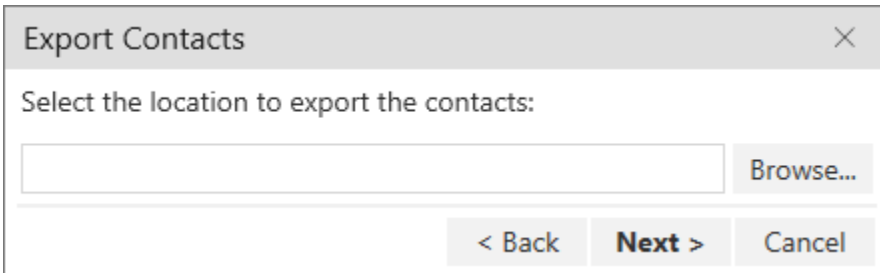 Export Contacts
Select the location to export the contacts:
Browse...
< Back Next > Cancel